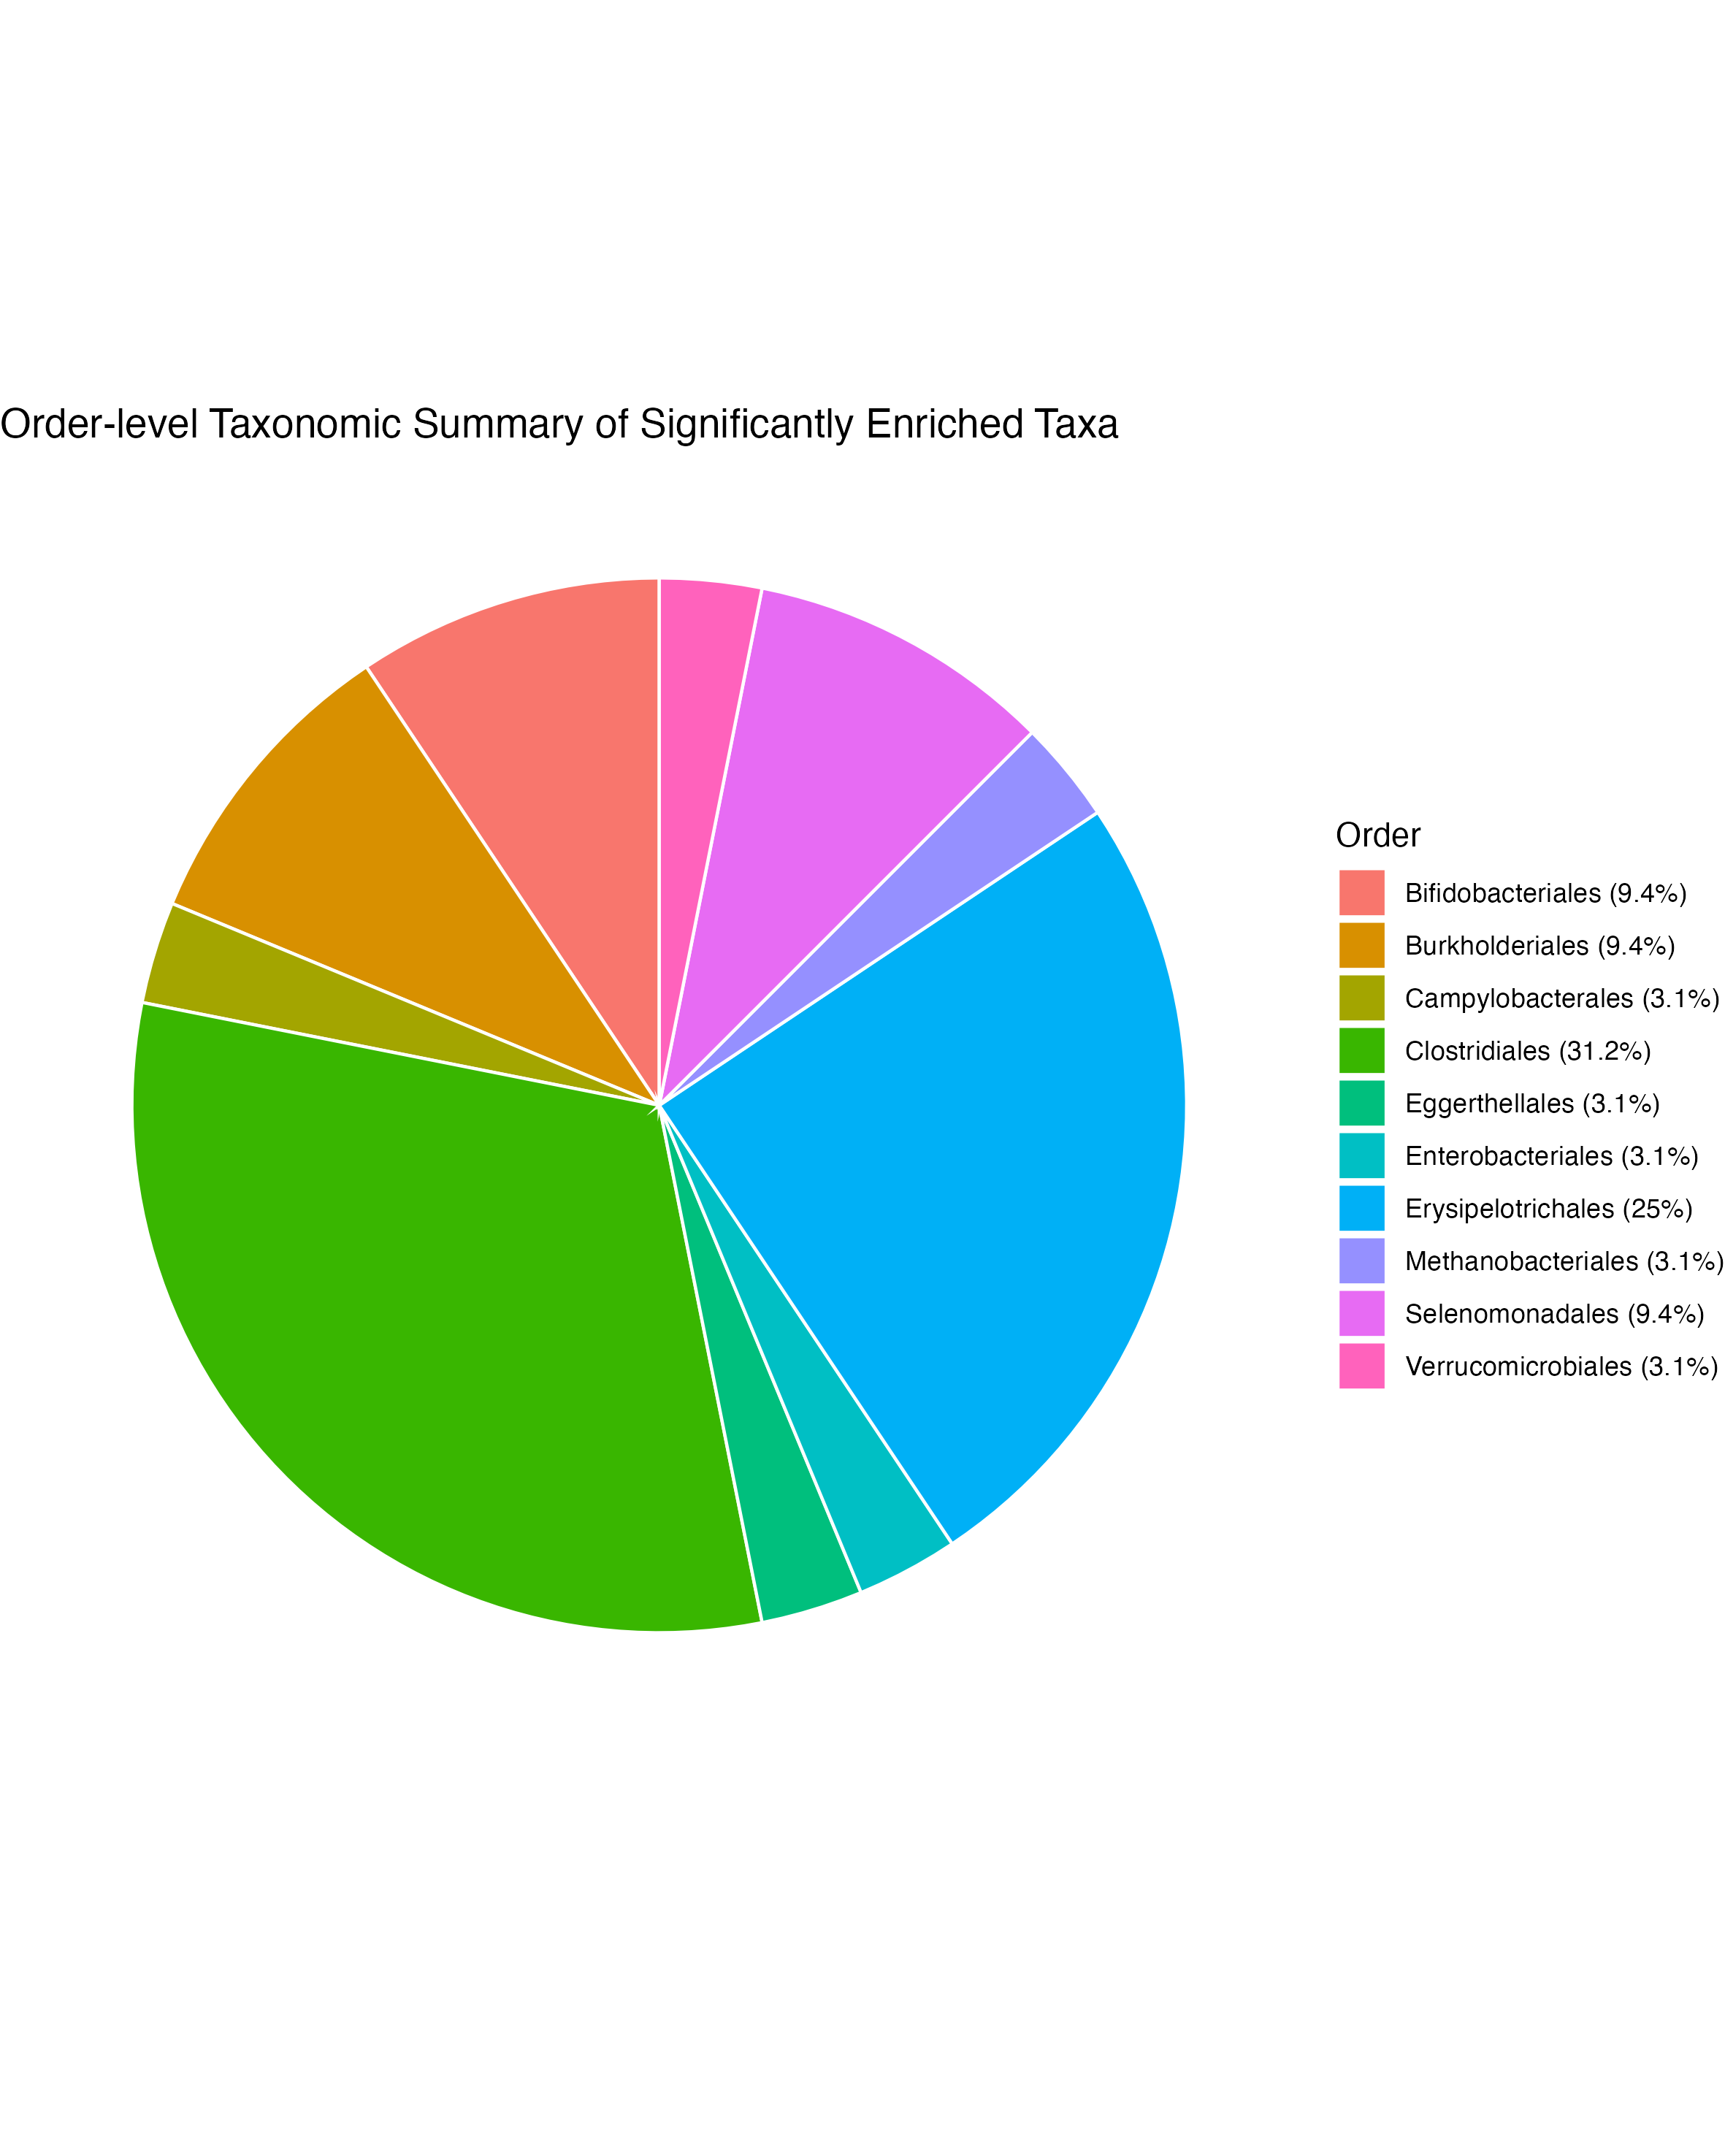 Order-level Taxonomic Summary of Significantly Enriched Taxa
Order
Bifidobacteriales (9.4%)
Burkholderiales (9.4%)
Campylobacterales (3.1%)
Clostridiales (31.2%)
Eggerthellales (3.1%)
Enterobacteriales (3.1%)
Erysipelotrichales (25%)
Methanobacteriales (3.1%)
Selenomonadales (9.4%)
Verrucomicrobiales (3.1%)